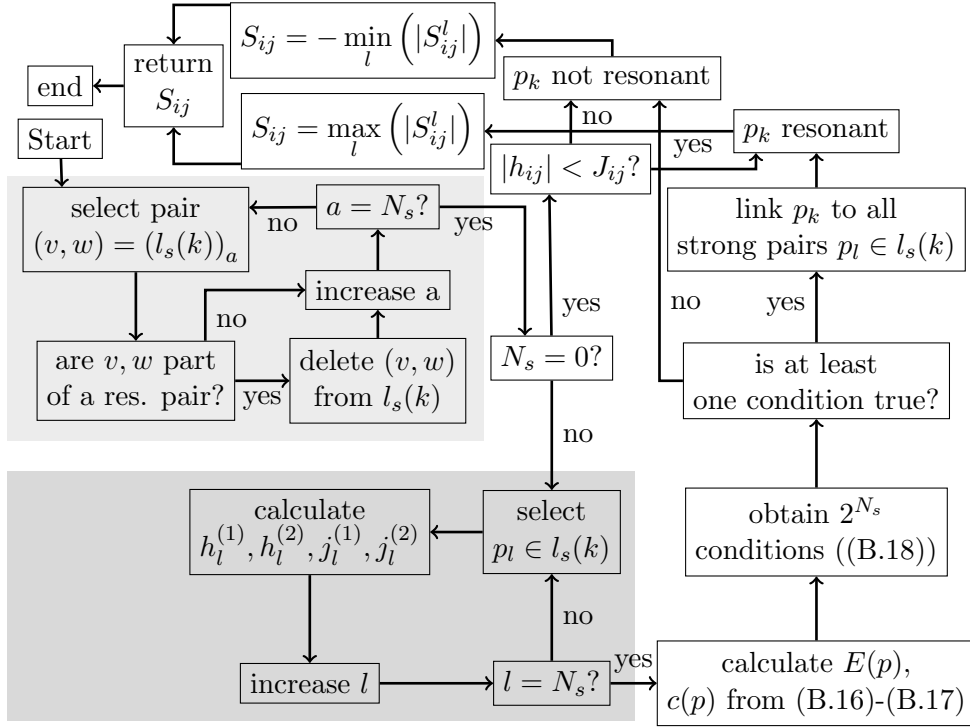 S_{ij} = − min_l (|S^l_{ij}|)
return
S_{ij}
end
p_k not resonant
Start
S_{ij} = max_l (|S^l_{ij}|)
no
yes
p_k resonant
|h_{ij}| < J_{ij}?
select pair
(v, w) = (l_s(k))_a
no
a = N_s?
yes
link p_k to all
strong pairs p_l ∈ l_s(k)
increase a
no
yes
no
yes
are v, w part
of a res. pair?
yes
delete (v, w)
from l_s(k)
N_s = 0?
is at least
one condition true?
no
calculate
h_l^{(1)}, h_l^{(2)}, j_l^{(1)}, j_l^{(2)}
select
p_l ∈ l_s(k)
obtain 2^{N_s}
conditions ((B.18))
no
increase l
l = N_s?
yes
calculate E(p),
c(p) from (B.16)-(B.17)